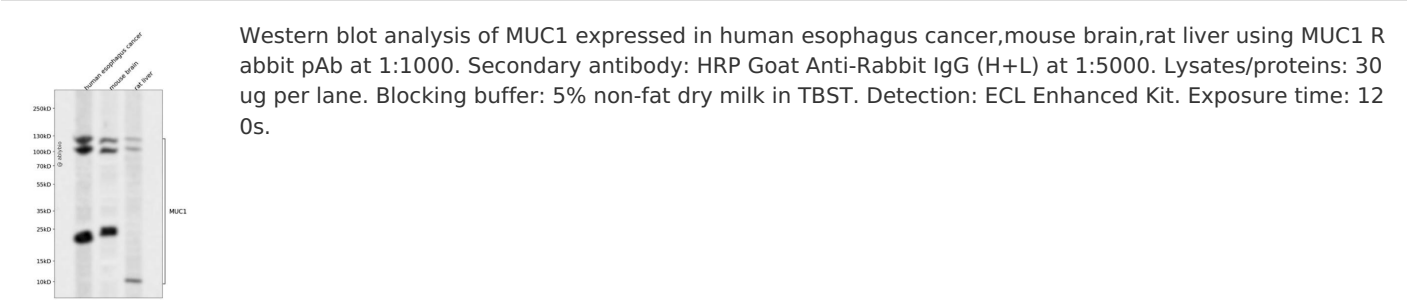 Western blot analysis of MUC1 expressed in human esophagus cancer,mouse brain,rat liver using MUC1 R
abbit pAb at 1:1000. Secondary antibody: HRP Goat Anti-Rabbit IgG (H+L) at 1:5000. Lysates/proteins: 30
ug per lane. Blocking buffer: 5% non-fat dry milk in TBST. Detection: ECL Enhanced Kit. Exposure time: 12
0s.
human esophagus cancer
mouse brain
rat liver
250kD
130kD
100kD
70kD
55kD
35kD
25kD
15kD
10kD
MUC1